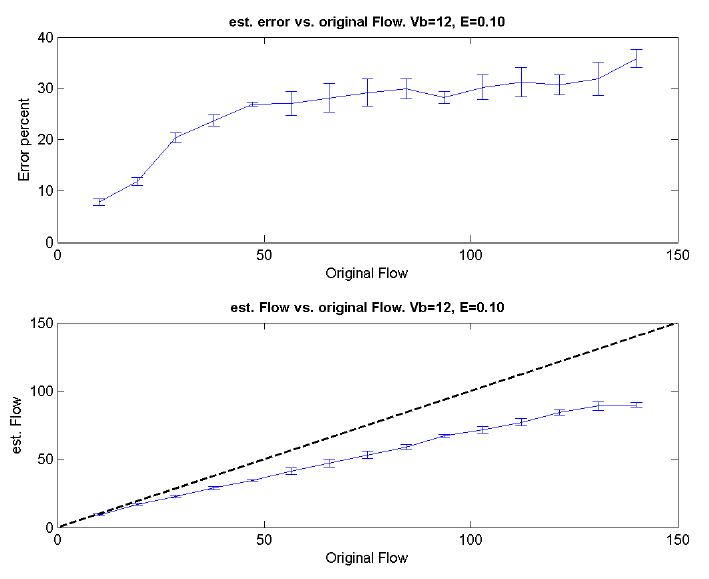 est. error vs. original Flow. Vb=12, E=0.10
40
30
20
10
0
Error percent
0 50 100 150
Original Flow
est. Flow vs. original Flow. Vb=12, E=0.10
150
100
50
0
est. Flow
0 50 100 150
Original Flow